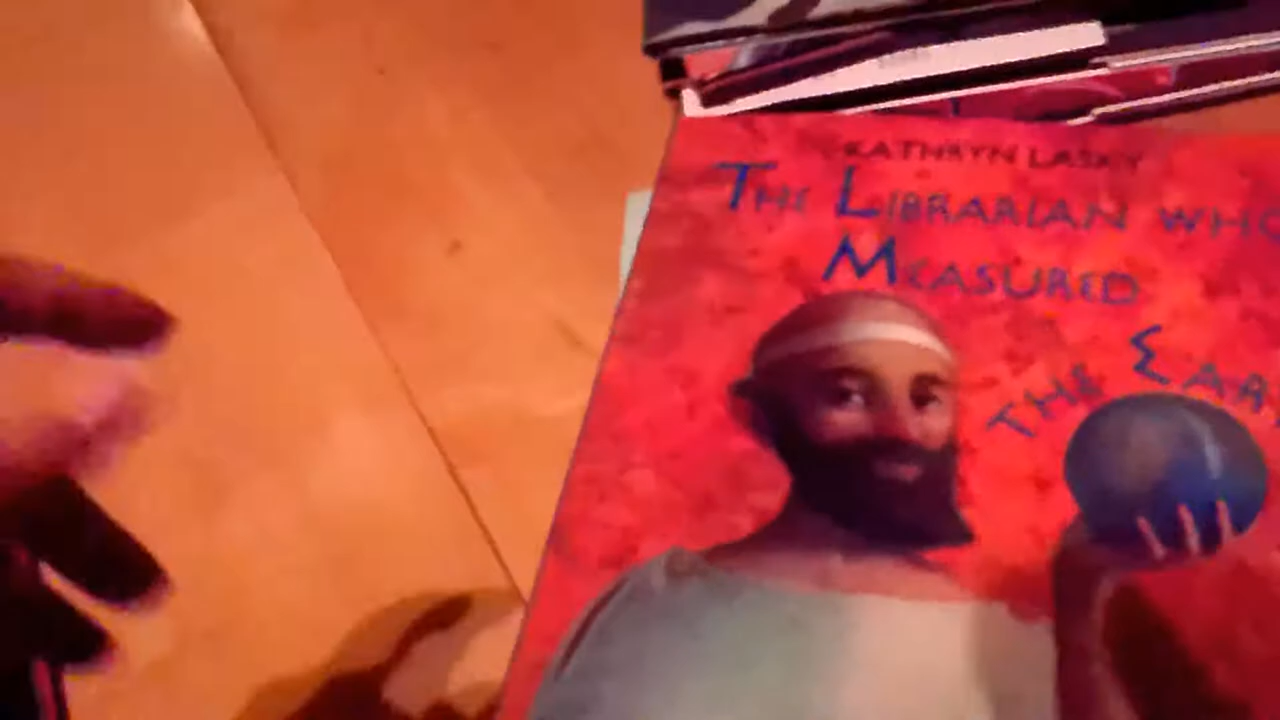 KATHRYN LASKY
THE LIBRARIAN WHO
MEASURED
THE EAR